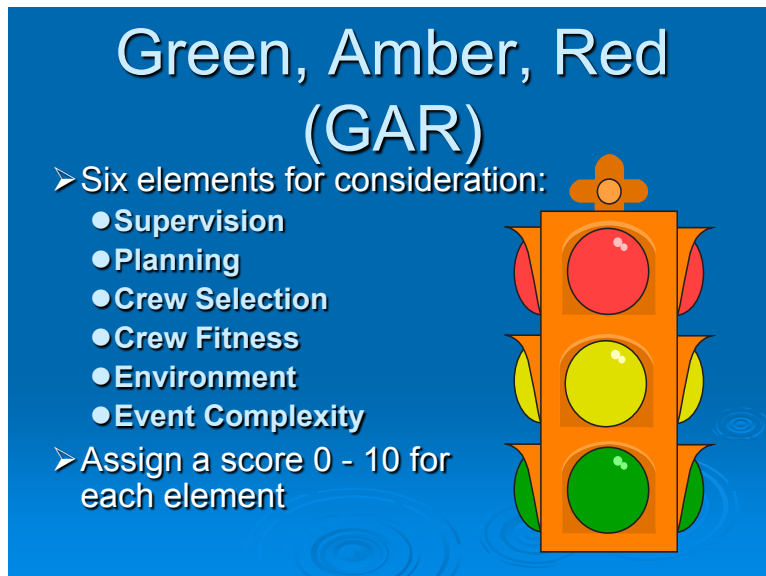 Green, Amber, Red
(GAR)
➢Six elements for consideration:
●Supervision
●Planning
●Crew Selection
●Crew Fitness
●Environment
●Event Complexity
➢Assign a score 0 - 10 for
each element